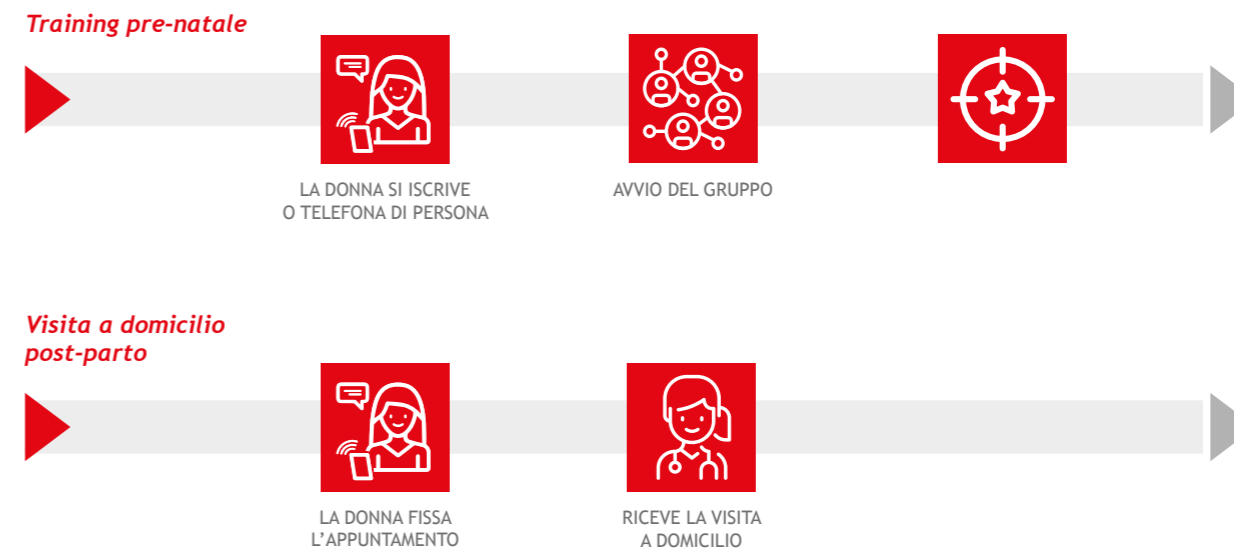 Training pre-natale
LA DONNA SI ISCRIVE
O TELEFONA DI PERSONA
AVVIO DEL GRUPPO
Visita a domicilio
post-parto
LA DONNA FISSA
L'APPUNTAMENTO
RICEVE LA VISITA
A DOMICILIO